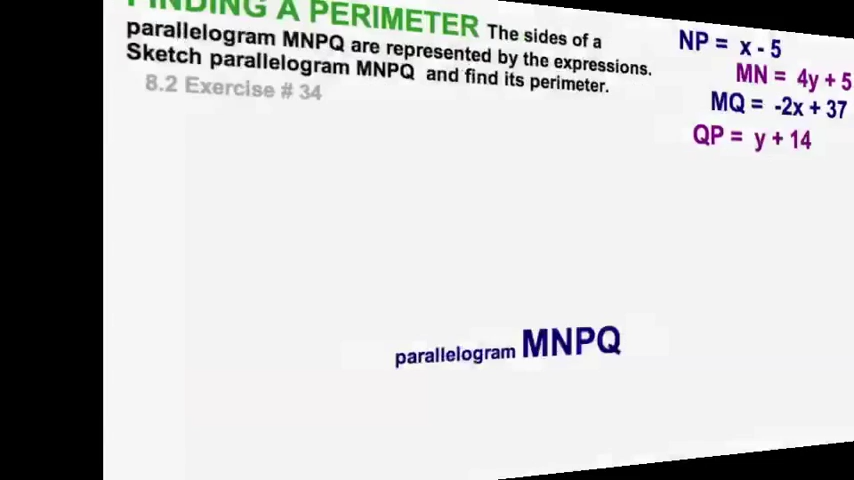 FINDING A PERIMETER The sides of a
parallelogram MNPQ are represented by the expressions.
Sketch parallelogram MNPQ and find its perimeter.
8.2 Exercise # 34
NP = x - 5
MN = 4y + 5
MQ = -2x + 37
QP = y + 14
parallelogram MNPQ